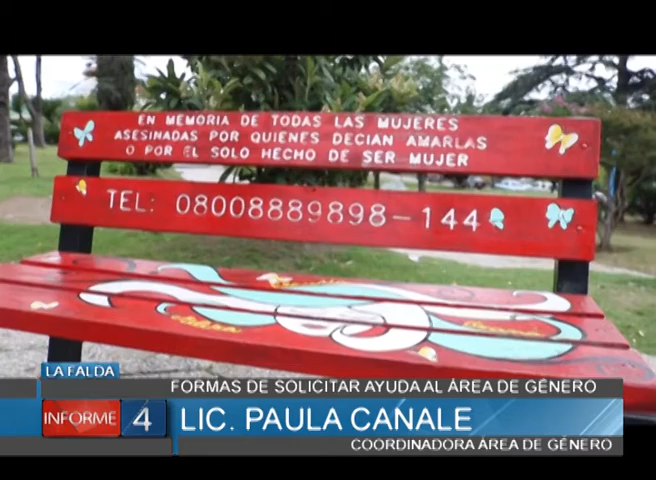 EN MEMORIA DE TODAS LAS MUJERES
ASESINADAS POR QUIENES DECIAN AMARLAS
O POR EL SOLO HECHO DE SER MUJER
TEL: 08008889898-144
LA FALDA
FORMAS DE SOLICITAR AYUDA AL ÁREA DE GÉNERO
INFORME 4
LIC. PAULA CAÑALE
COORDINADORA ÁREA DE GÉNERO